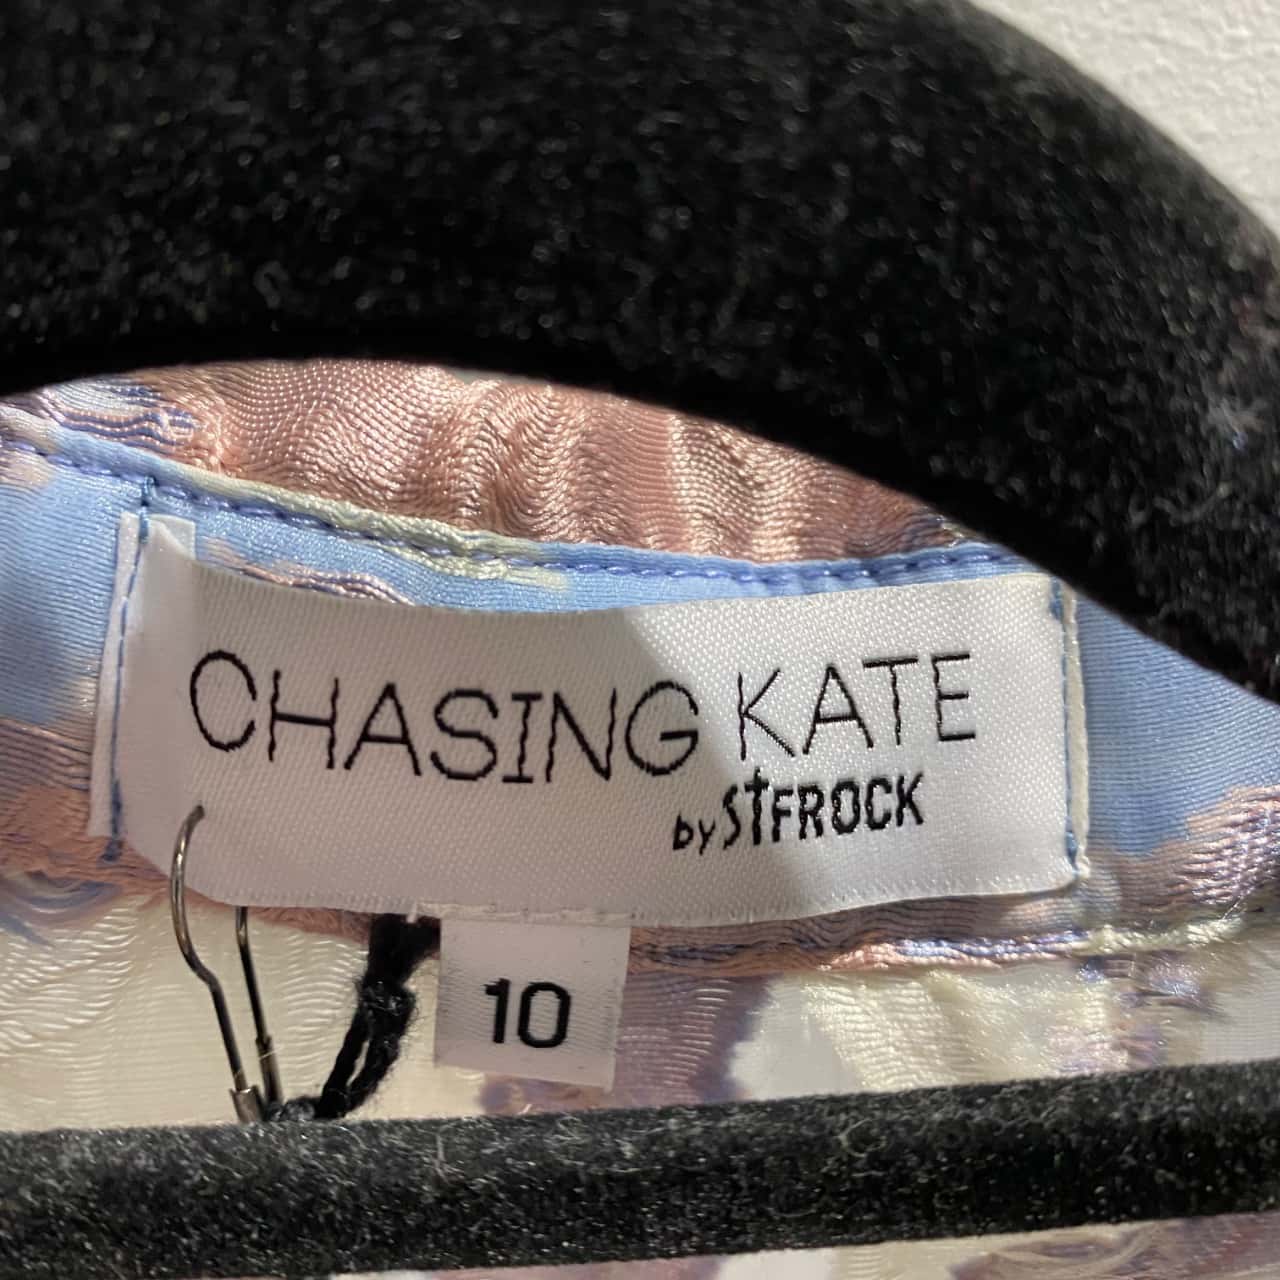 CHASING KATE
by STFROCK
10